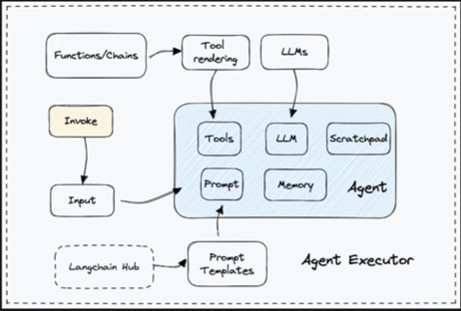 Functions/Chains
Tool
rendering
LLMs
Invoke
Tools
LLM
Scratchpad
Input
Prompt
Memory
Agent
Langchain Hub
Prompt
Templates
Agent Executor